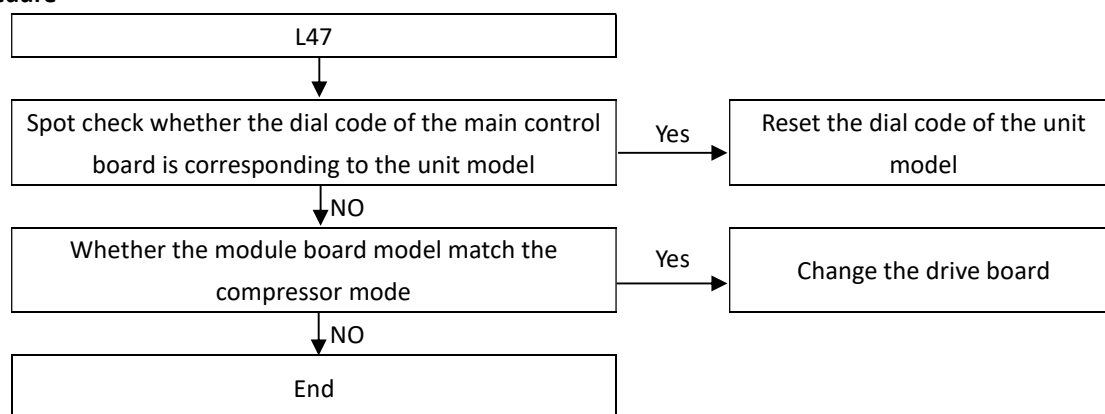 L47
Spot check whether the dial code of the main control
board is corresponding to the unit model
Yes
Reset the dial code of the unit
model
NO
Whether the module board model match the
compressor mode
Yes
Change the drive board
NO
End